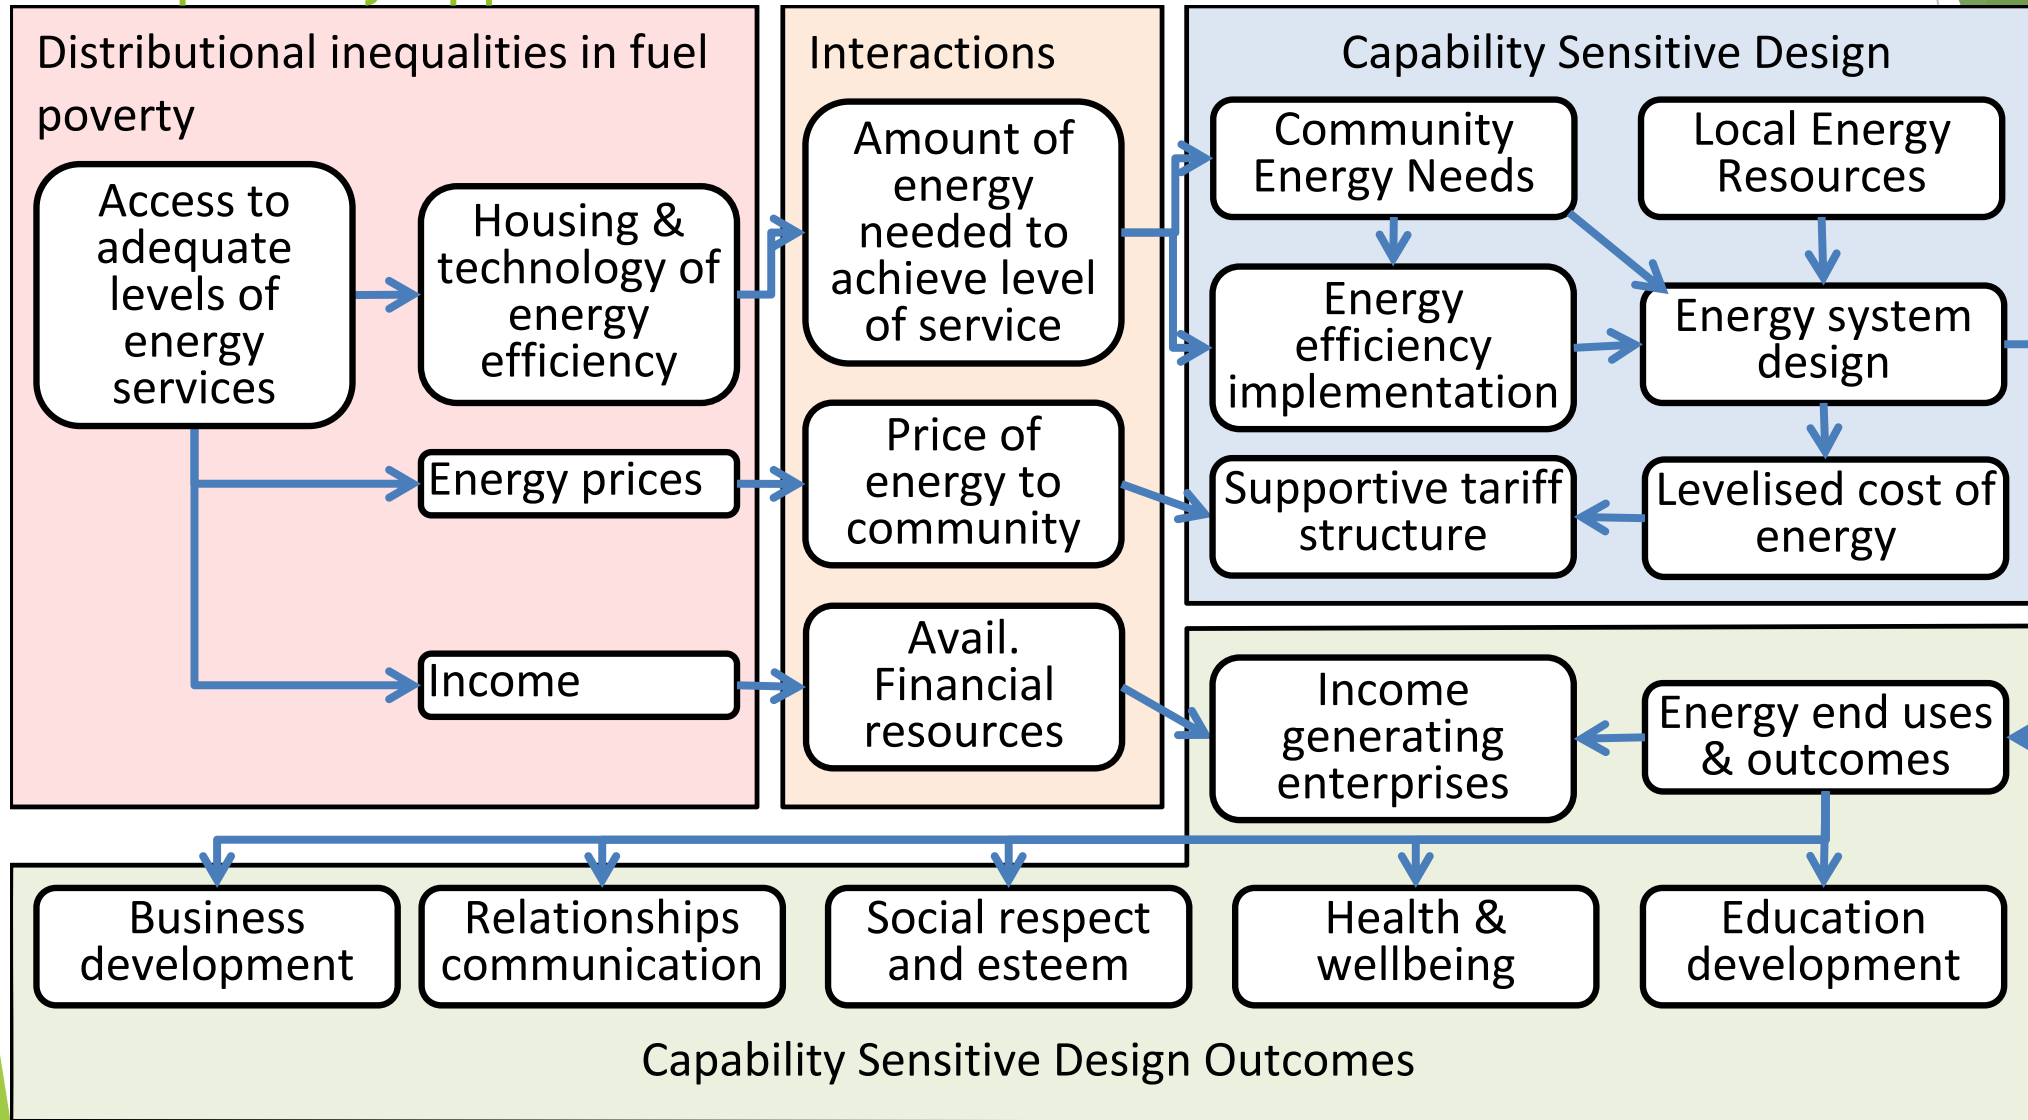 Distributional inequalities in fuel
poverty
Access to
adequate
levels of
energy
services
Housing &
technology of
energy
efficiency
Energy prices
Income
Interactions
Amount of
energy
needed to
achieve level
of service
Price of
energy to
community
Avail.
Financial
resources
Capability Sensitive Design
Community
Energy Needs
Local Energy
Resources
Energy
efficiency
implementation
Energy system
design
Supportive tariff
structure
Levelised cost of
energy
Income
generating
enterprises
Energy end uses
& outcomes
Business
development
Relationships
communication
Social respect
and esteem
Health &
wellbeing
Education
development
Capability Sensitive Design Outcomes